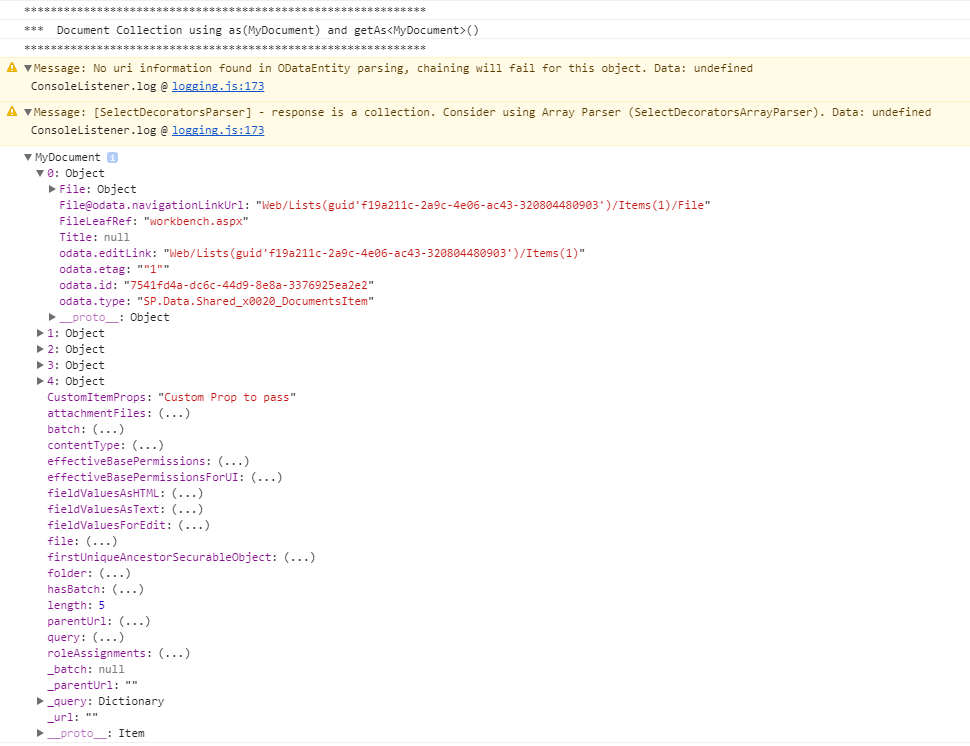 *************************************************************
***  Document Collection using as(MyDocument) and getAs<MyDocument>()
*************************************************************
Message: No uri information found in ODataEntity parsing, chaining will fail for this object. Data: undefined
ConsoleListener.log @ logging.js:173
Message: [SelectDecoratorsParser] - response is a collection. Consider using Array Parser (SelectDecoratorsArrayParser). Data: undefined
ConsoleListener.log @ logging.js:173
MyDocument i
0: Object
File: Object
File@odata.navigationLinkUrl: "Web/Lists(guid'f19a211c-2a9c-4e06-ac43-320804480903')/Items(1)/File"
FileLeafRef: "workbench.aspx"
Title: null
odata.editLink: "Web/Lists(guid'f19a211c-2a9c-4e06-ac43-320804480903')/Items(1)"
odata.etag: ""1""
odata.id: "7541fd4a-dc6c-44d9-8e8a-3376925ea2e2"
odata.type: "SP.Data.Shared_x0020_DocumentsItem"
__proto__: Object
1: Object
2: Object
3: Object
4: Object
CustomItemProps: "Custom Prop to pass"
attachmentFiles: (...)
batch: (...)
contentType: (...)
effectiveBasePermissions: (...)
effectiveBasePermissionsForUI: (...)
fieldValuesAsHTML: (...)
fieldValuesAsText: (...)
fieldValuesForEdit: (...)
file: (...)
firstUniqueAncestorSecurableObject: (...)
folder: (...)
hasBatch: (...)
length: 5
parentUrl: (...)
query: (...)
roleAssignments: (...)
_batch: null
_parentUrl: ""
_query: Dictionary
_url: ""
__proto__: Item